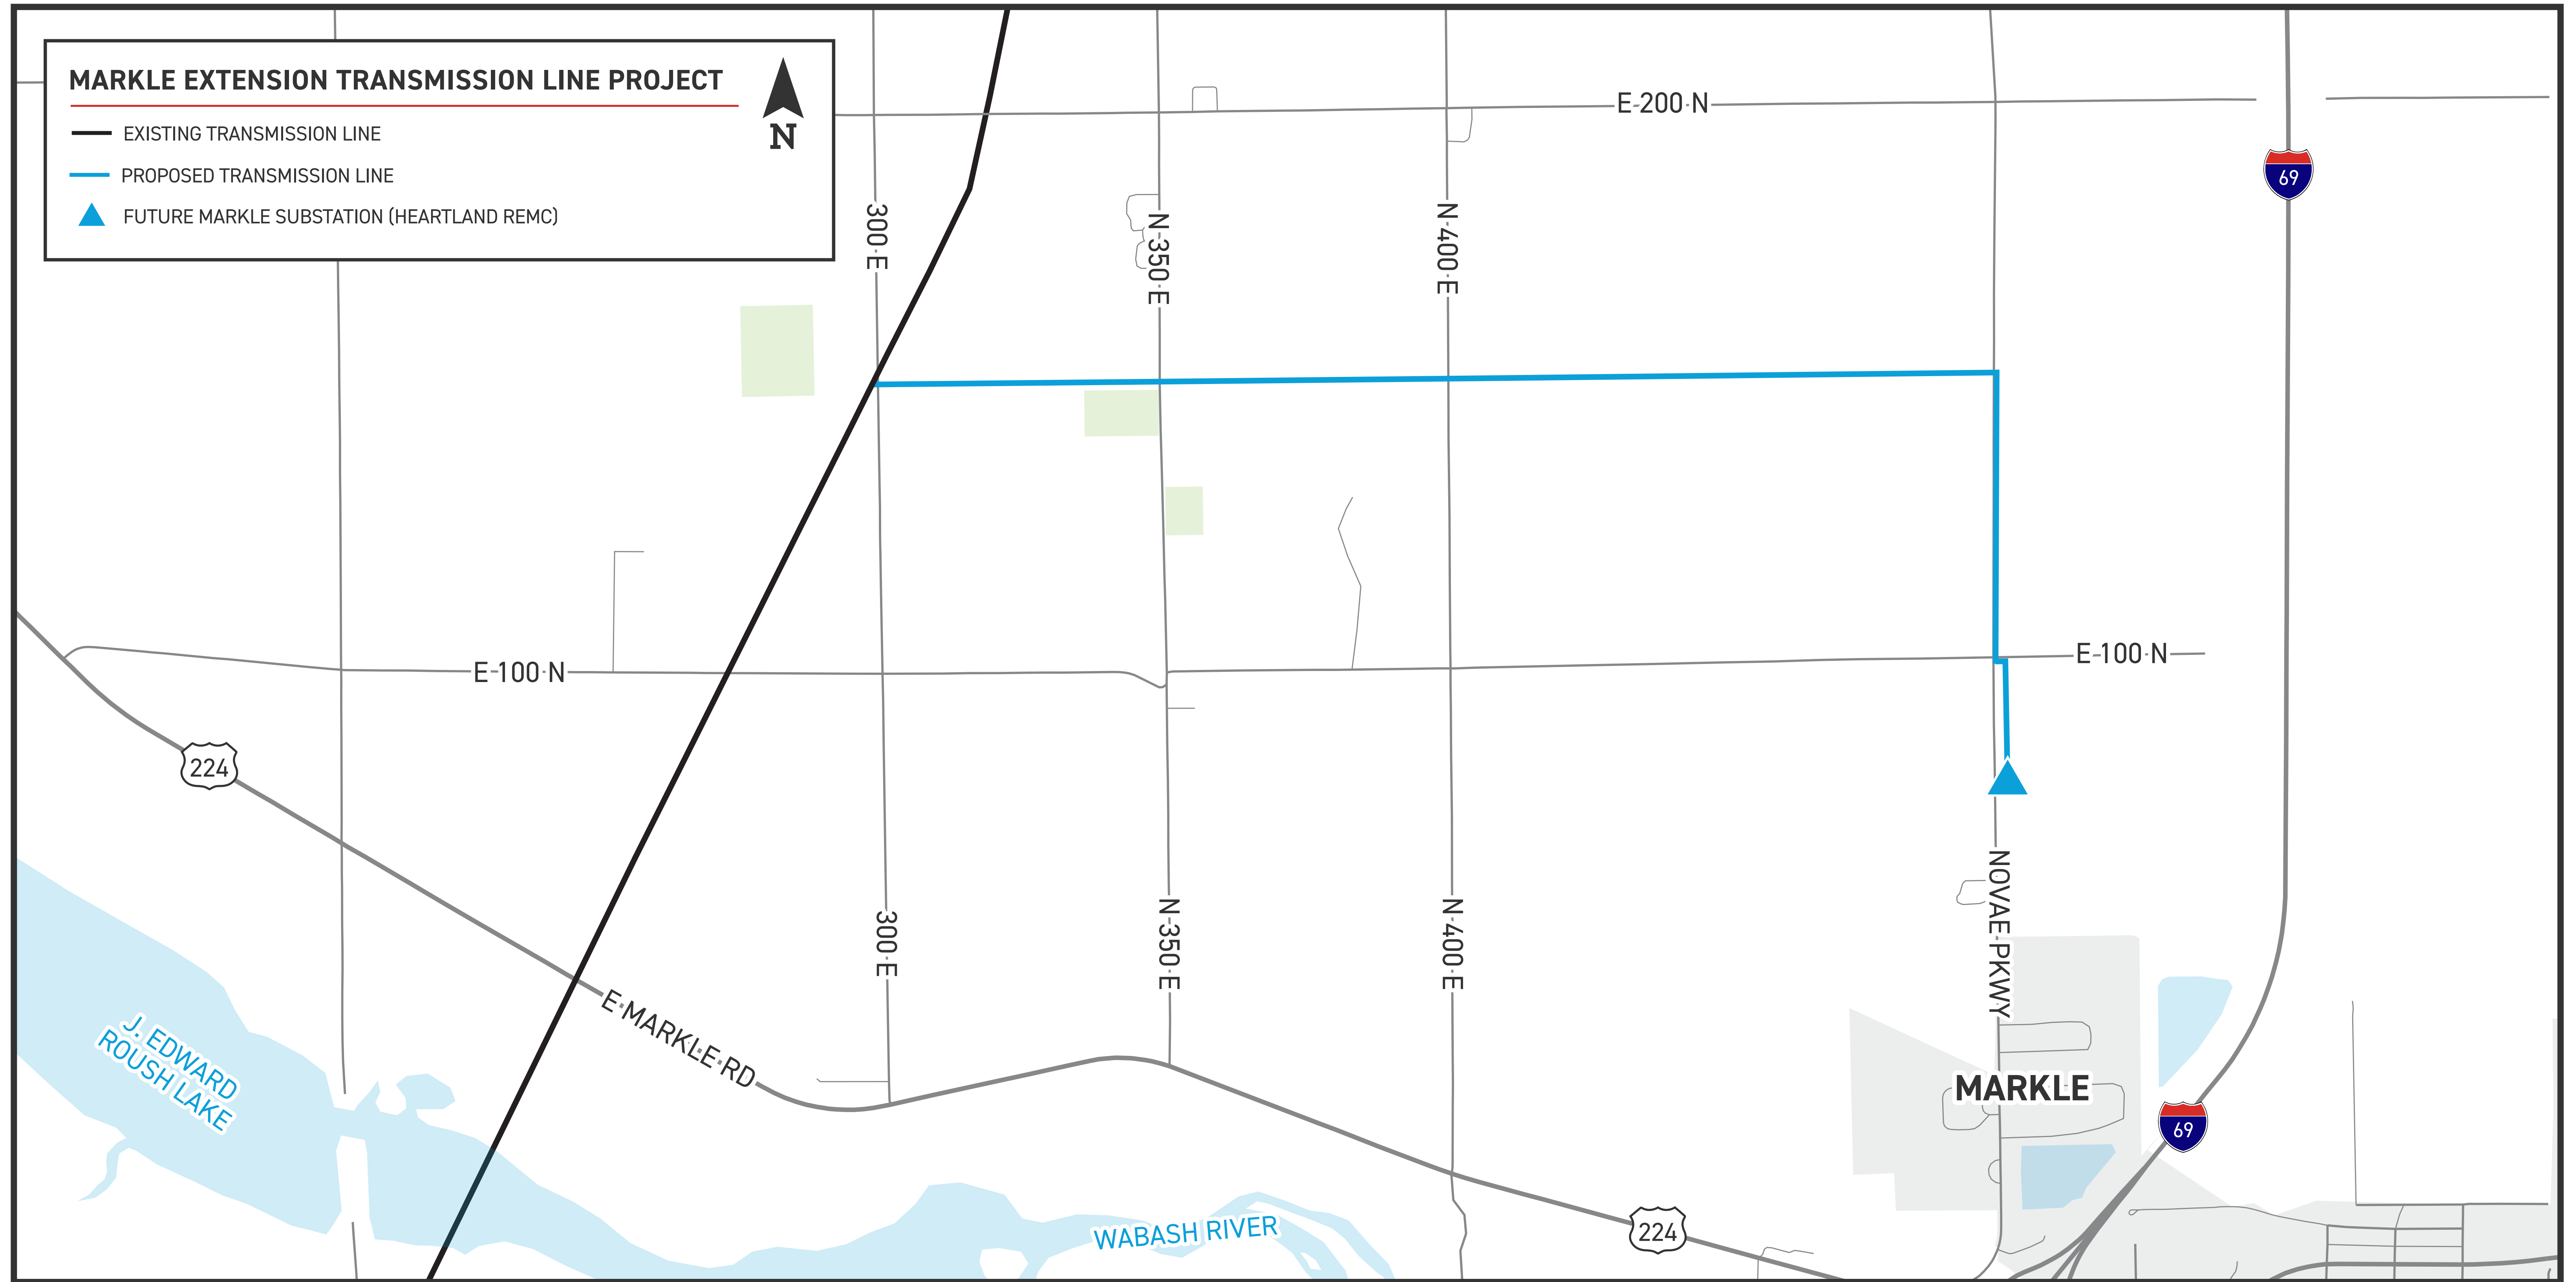 MARKLE EXTENSION TRANSMISSION LINE PROJECT
N
EXISTING TRANSMISSION LINE
PROPOSED TRANSMISSION LINE
FUTURE MARKLE SUBSTATION (HEARTLAND REMC)
E 200 N
69
300 E
N 350 E
N 400 E
E 100 N
E 100 N
224
300 E
N 350 E
N 400 E
NOVAE PKWY
E MARKLE RD
J. EDWARD
ROUSH LAKE
MARKLE
69
WABASH RIVER
224